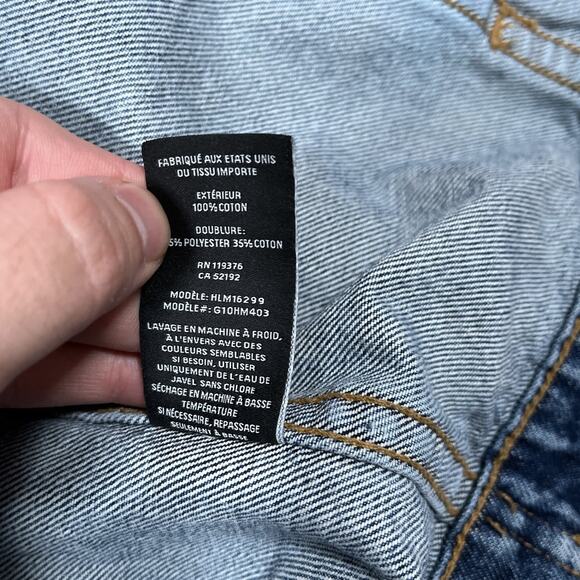 FABRIQUÉ AUX ETATS UNIS
OU TISSU IMPORTE
EXTÉRIEUR
100% COTON
DOUBLURE:
5% POLYESTER 35% COTON
RN 119376
CA 52192
MODÈLE: HLM16299
MODÈLE#: G10HM403
LAVAGE EN MACHINE À FROID,
À L'ENVERS AVEC DES
COULEURS SEMBLABLES
SI BESOIN, UTILISER
UNIQUEMENT DE L'EAU DE
JAVEL SANS CHLORE
SÉCHAGE EN MACHINE À BASSE
TEMPÉRATURE
SI NÉCESSAIRE, REPASSAGE
SEULEMENT À BASSE